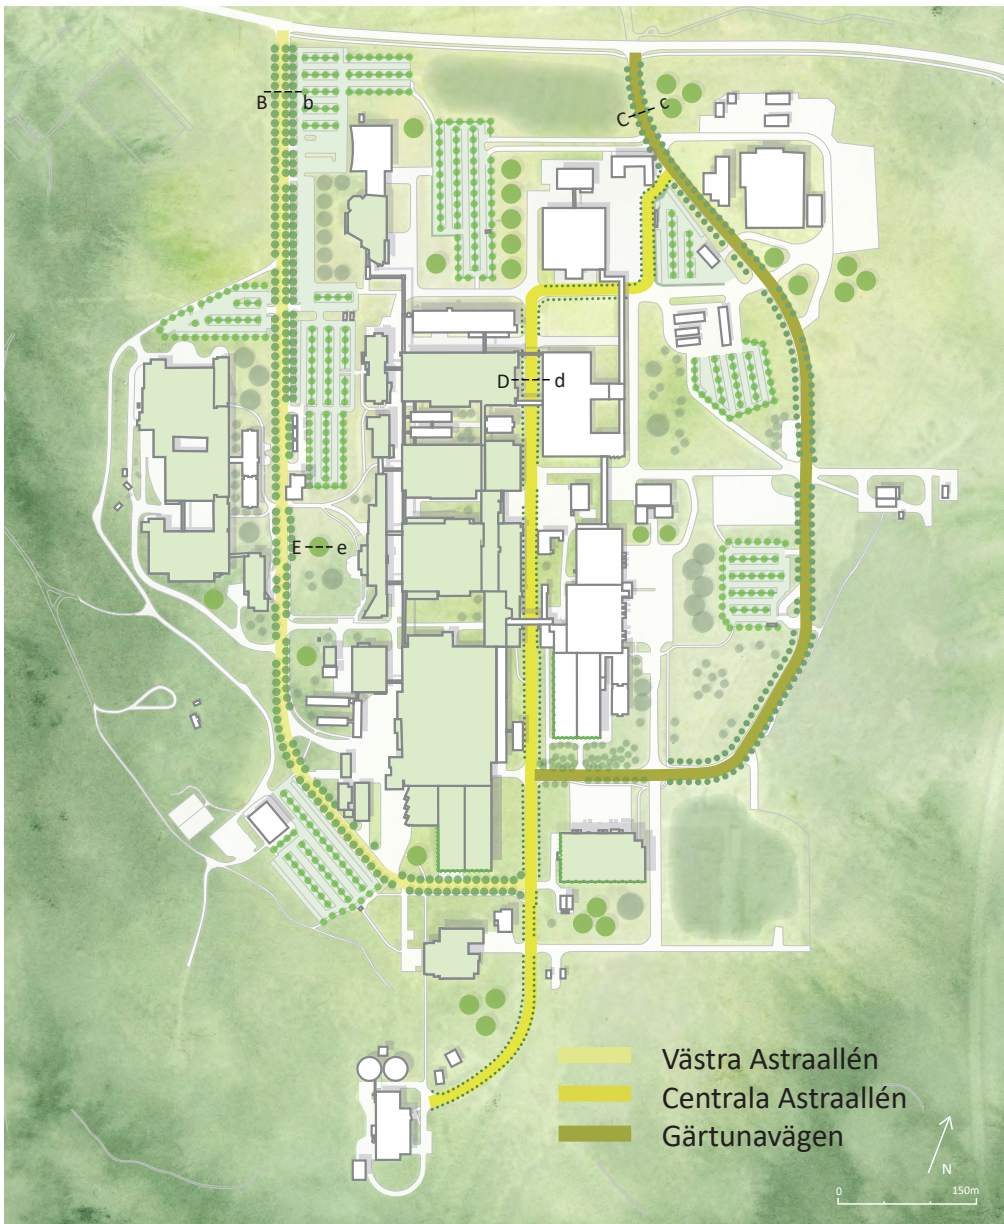 B b
C c
D d
E e
Västra Astraallén
Centrala Astraallén
Gärtunavägen
N
0 150m